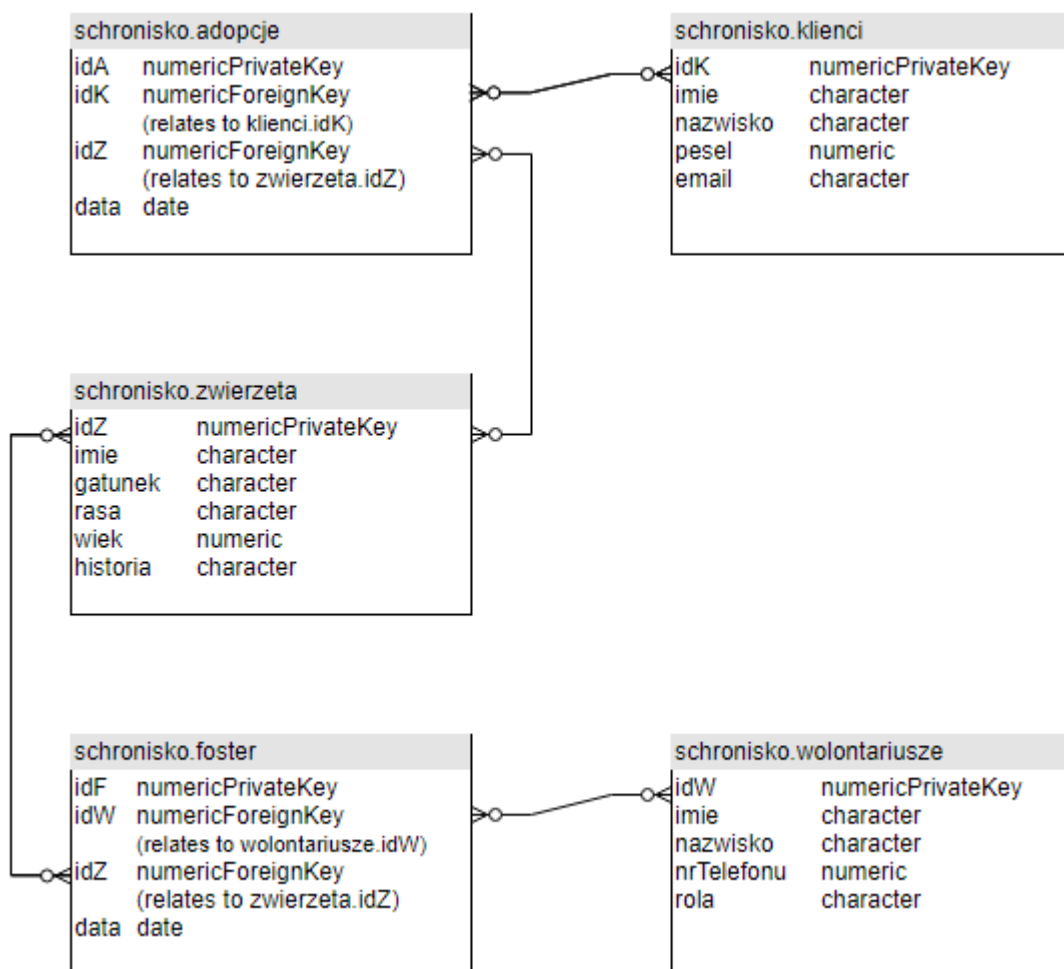 schronisko.adopcje
idA numericPrivateKey
idK numericForeignKey
(relates to klienci.idK)
idZ numericForeignKey
(relates to zwierzeta.idZ)
data date
schronisko.klienci
idK numericPrivateKey
imie character
nazwisko character
pesel numeric
email character
schronisko.zwierzeta
idZ numericPrivateKey
imie character
gatunek character
rasa character
wiek numeric
historia character
schronisko.foster
idF numericPrivateKey
idW numericForeignKey
(relates to wolontariusze.idW)
idZ numericForeignKey
(relates to zwierzeta.idZ)
data date
schronisko.wolontariusze
idW numericPrivateKey
imie character
nazwisko character
nrTelefonu numeric
rola character